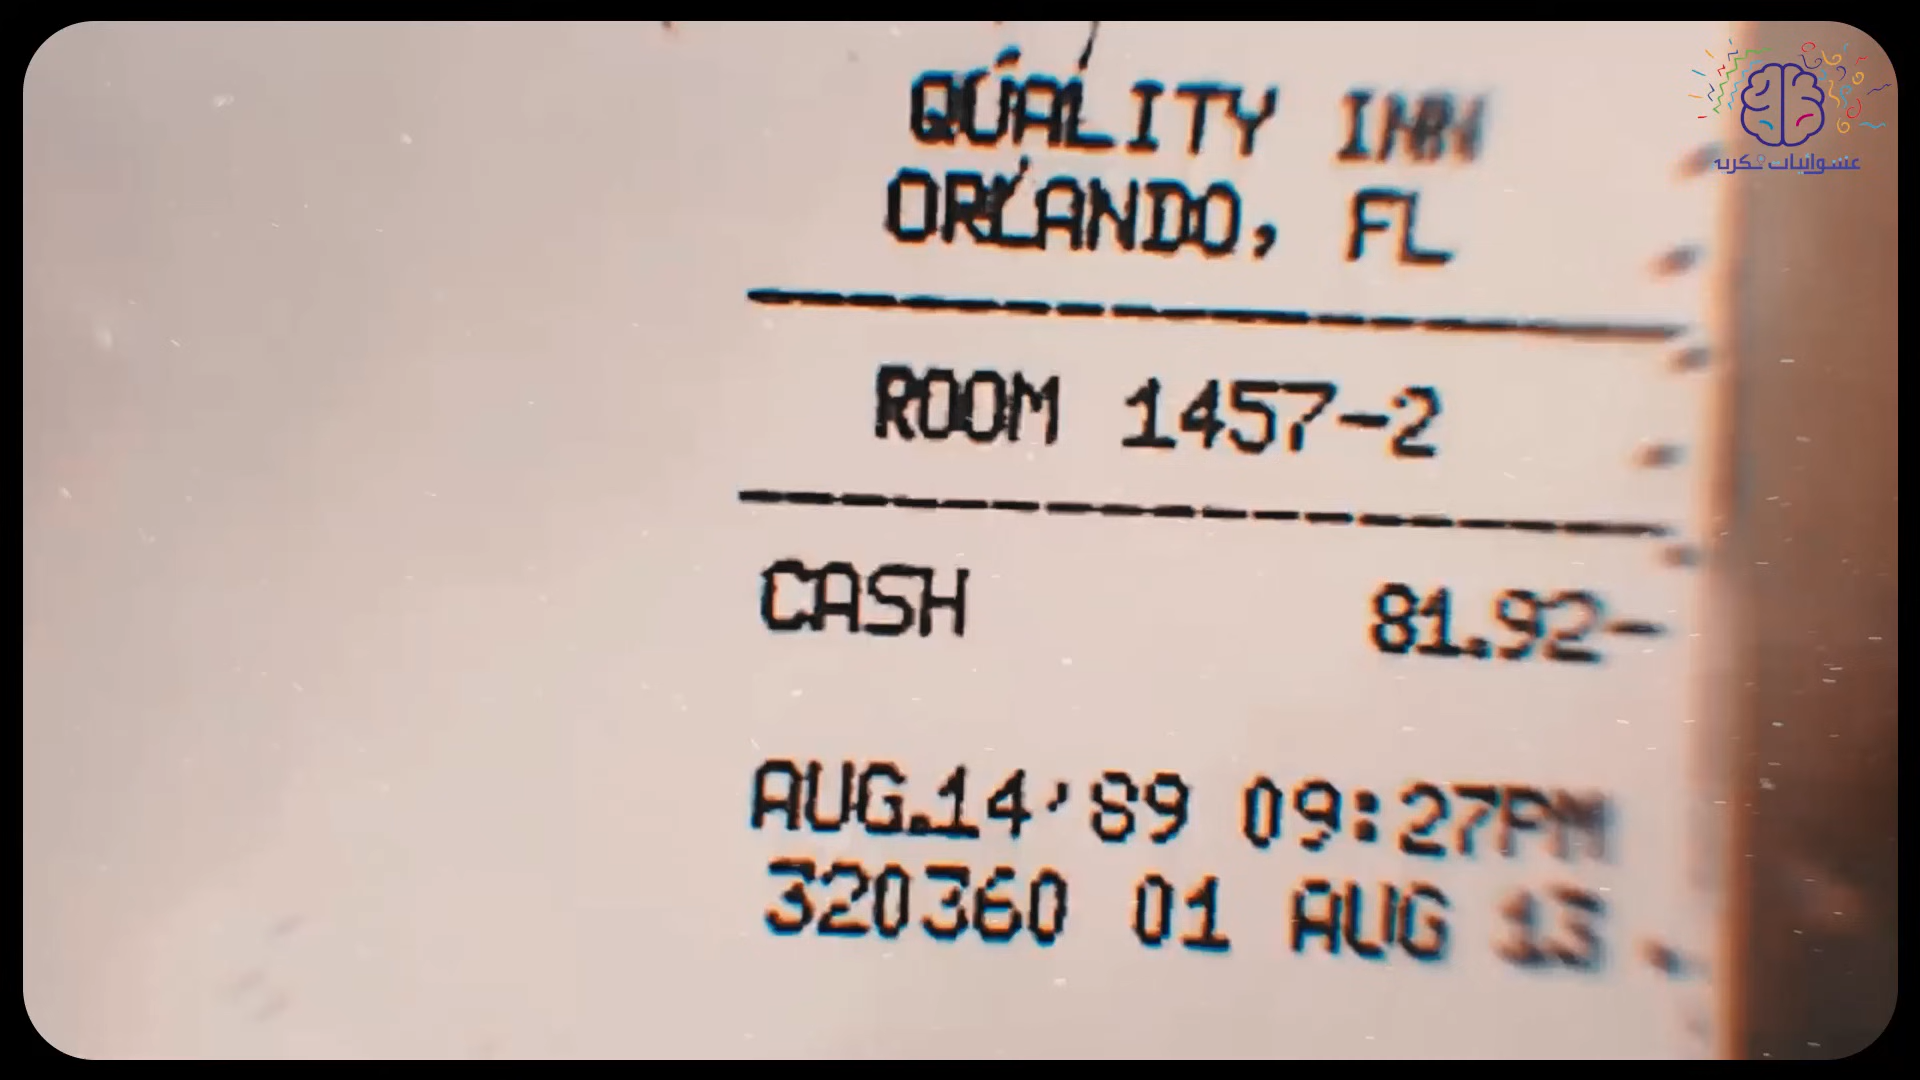 QUALITY INN
ORLANDO, FL
ROOM 1457-2
CASH 81.92-
AUG.14'89 09:27PM
320360 01 AUG 13
عشوائيات فكرية